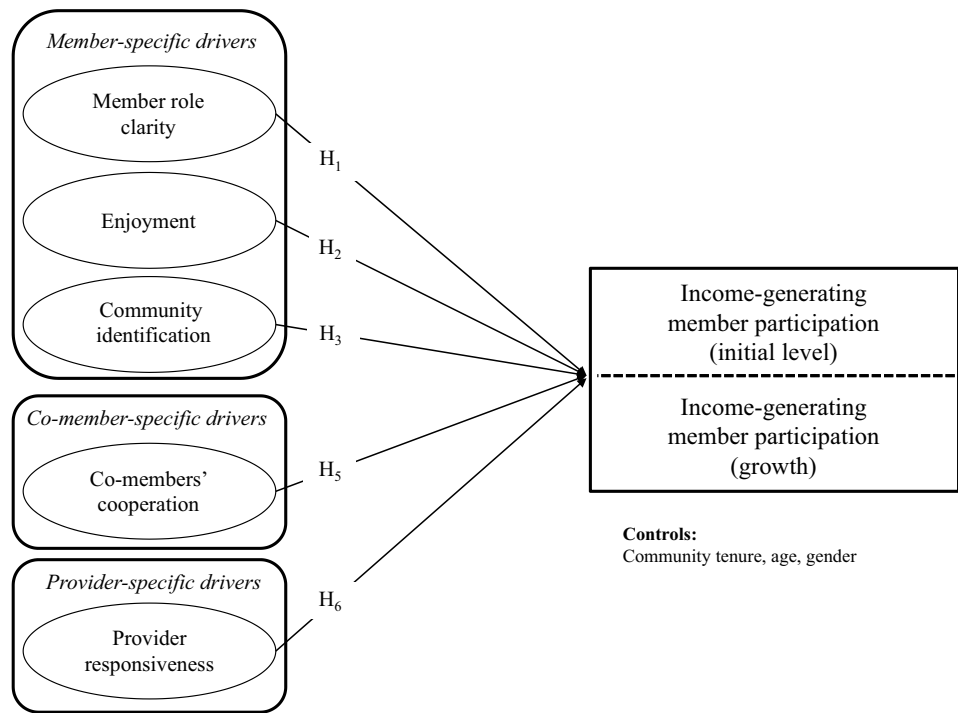 Member-specific drivers
Member role
clarity
H₁
Enjoyment
H₂
Community
identification
H₃
Co-member-specific drivers
Co-members’
cooperation
H₅
Provider-specific drivers
Provider
responsiveness
H₆
Income-generating
member participation
(initial level)
Income-generating
member participation
(growth)
Controls:
Community tenure, age, gender